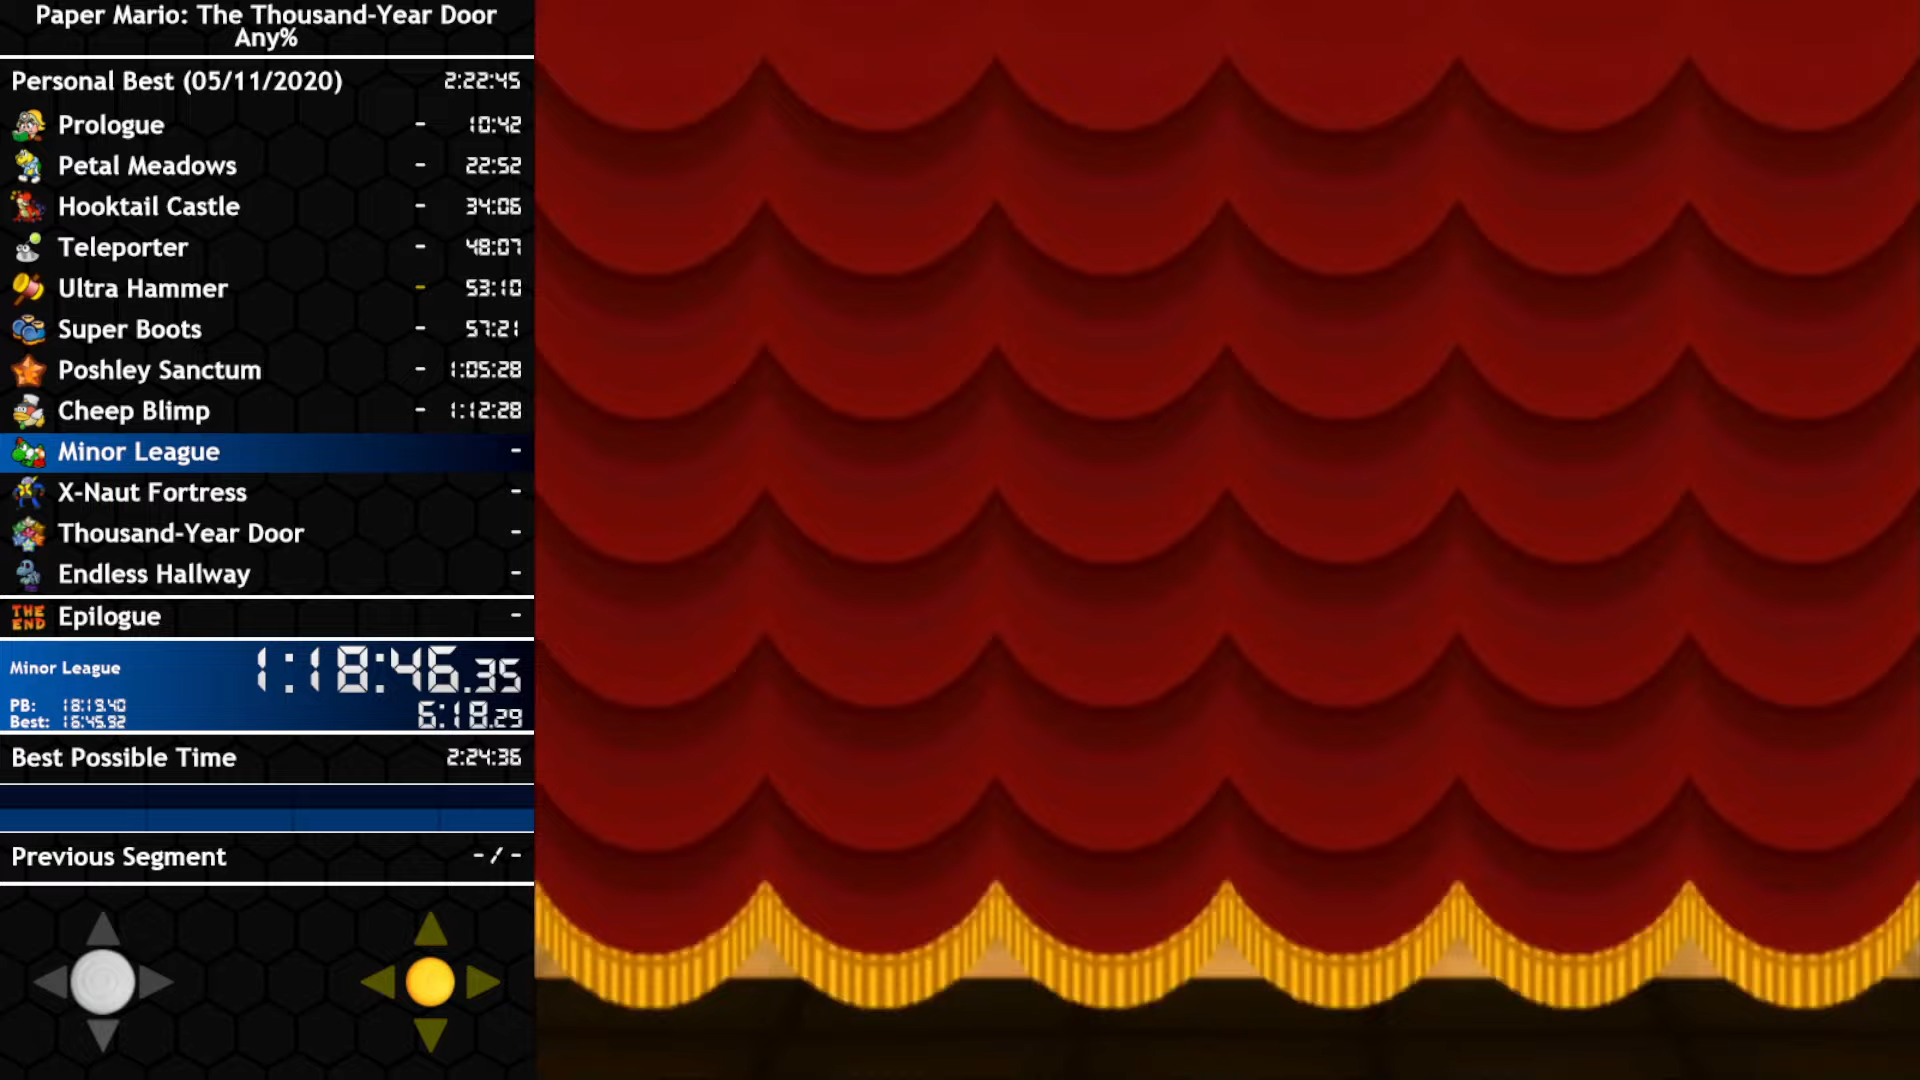 Paper Mario: The Thousand-Year Door
Any%
Personal Best (05/11/2020) 2:22:45
Prologue - 10:42
Petal Meadows - 22:52
Hooktail Castle - 34:06
Teleporter - 48:07
Ultra Hammer - 53:10
Super Boots - 57:21
Poshley Sanctum - 1:05:28
Cheep Blimp - 1:12:28
Minor League -
X-Naut Fortress -
Thousand-Year Door -
Endless Hallway -
THE END Epilogue -
Minor League 1:18:46.35
PB: 18:19.40
Best: 16:45.92
6:18.29
Best Possible Time 2:24:36
Previous Segment - / -